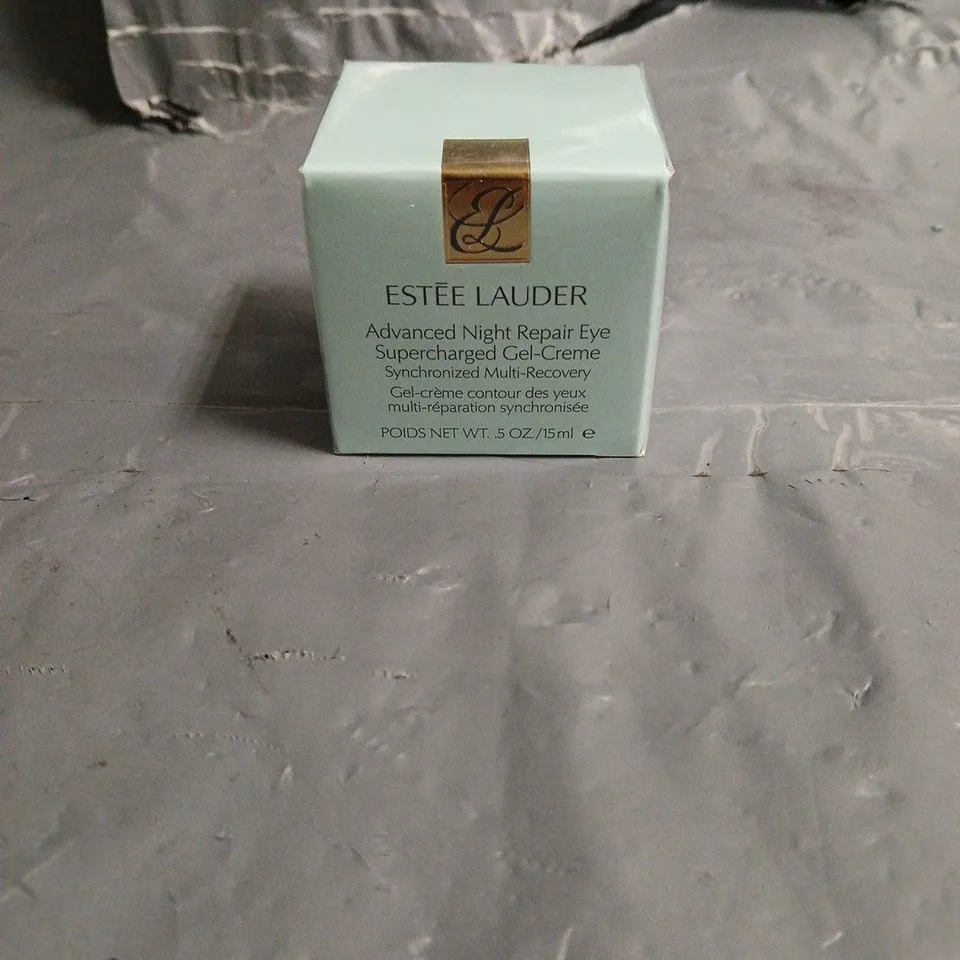 EL
ESTĒE LAUDER
Advanced Night Repair Eye
Supercharged Gel-Creme
Synchronized Multi-Recovery
Gel-crème contour des yeux
multi-réparation synchronisée
POIDS NET WT. .5 OZ./15ml e